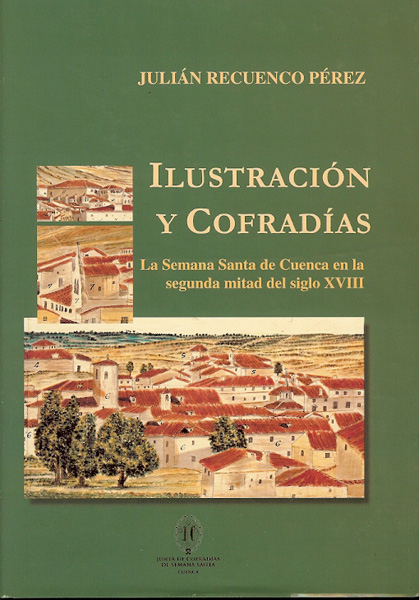 JULIÁN RECUENCO PÉREZ
ILUSTRACIÓN
Y COFRADÍAS
La Semana Santa de Cuenca en la
segunda mitad del siglo XVIII
JUNTA DE COFRADÍAS
DE SEMANA SANTA
CUENCA